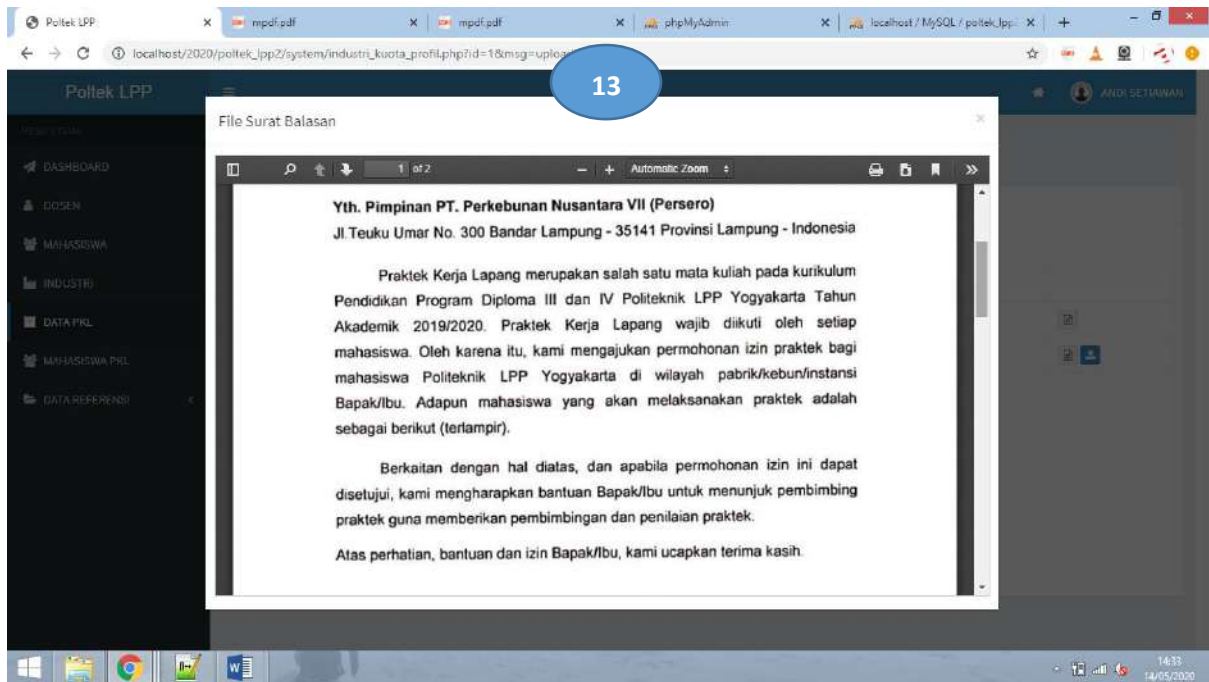 Poltek LPP
mpdf.pdf
mpdf.pdf
phpMyAdmin
localhost / MySQL / poltek_lpp
localhost/2020/poltek_lpp2/system/industri_kuota_profil.php?id=1&msg=upload
13
Poltek LPP
ANDI SETIAWAN
File Surat Balasan
DASHBOARD
DOSEN
MAHASISWA
INDUSTRI
DATA PKL
MAHASISWA PKL
DATA REFERENSI
1 of 2
Automatic Zoom
Yth. Pimpinan PT. Perkebunan Nusantara VII (Persero)
Jl.Teuku Umar No. 300 Bandar Lampung - 35141 Provinsi Lampung - Indonesia
Praktek Kerja Lapang merupakan salah satu mata kuliah pada kurikulum
Pendidikan Program Diploma III dan IV Politeknik LPP Yogyakarta Tahun
Akademik 2019/2020. Praktek Kerja Lapang wajib diikuti oleh setiap
mahasiswa. Oleh karena itu, kami mengajukan permohonan izin praktek bagi
mahasiswa Politeknik LPP Yogyakarta di wilayah pabrik/kebun/instansi
Bapak/Ibu. Adapun mahasiswa yang akan melaksanakan praktek adalah
sebagai berikut (terlampir).
Berkaitan dengan hal diatas, dan apabila permohonan izin ini dapat
disetujui, kami mengharapkan bantuan Bapak/Ibu untuk menunjuk pembimbing
praktek guna memberikan pembimbingan dan penilaian praktek.
Atas perhatian, bantuan dan izin Bapak/Ibu, kami ucapkan terima kasih.
14:33
14/05/2020